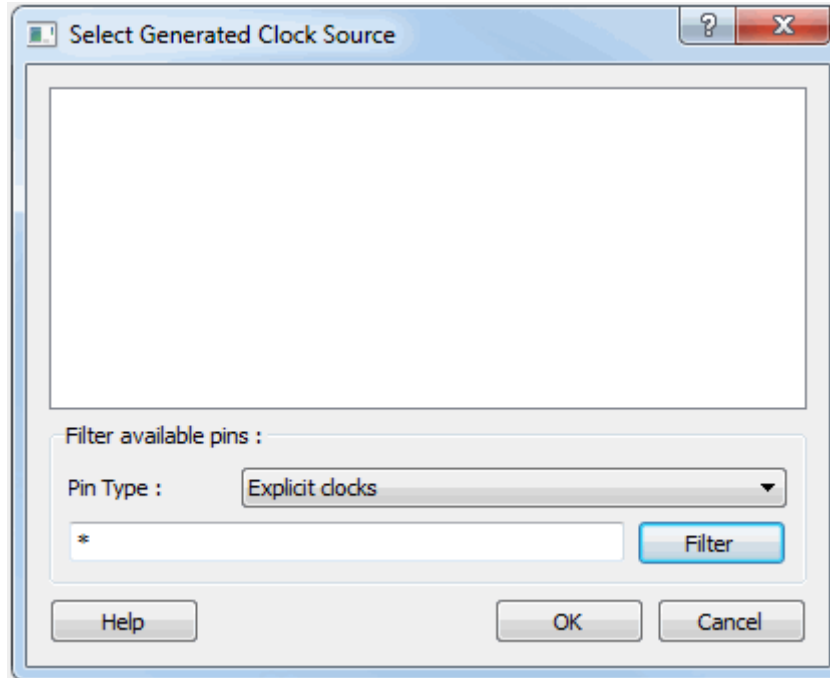 Select Generated Clock Source
?
X
Filter available pins :
Pin Type :
Explicit clocks
*
Filter
Help
OK
Cancel